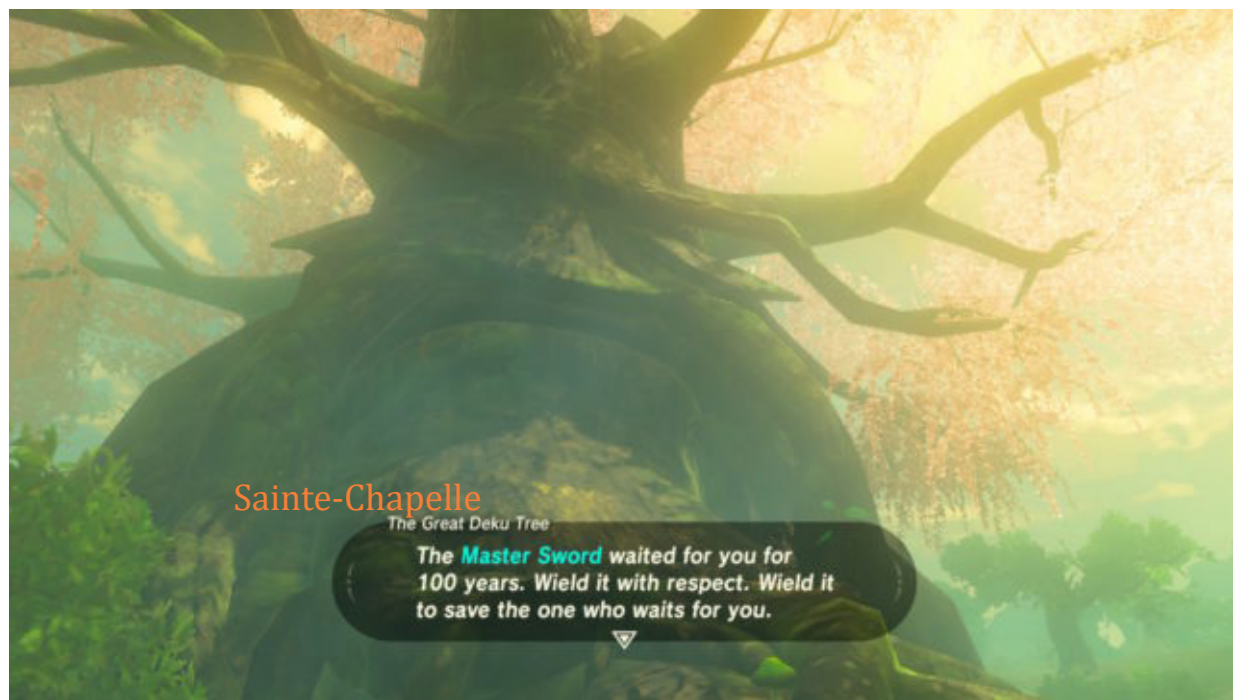 Sainte-Chapelle
The Great Deku Tree
The Master Sword waited for you for
100 years. Wield it with respect. Wield it
to save the one who waits for you.